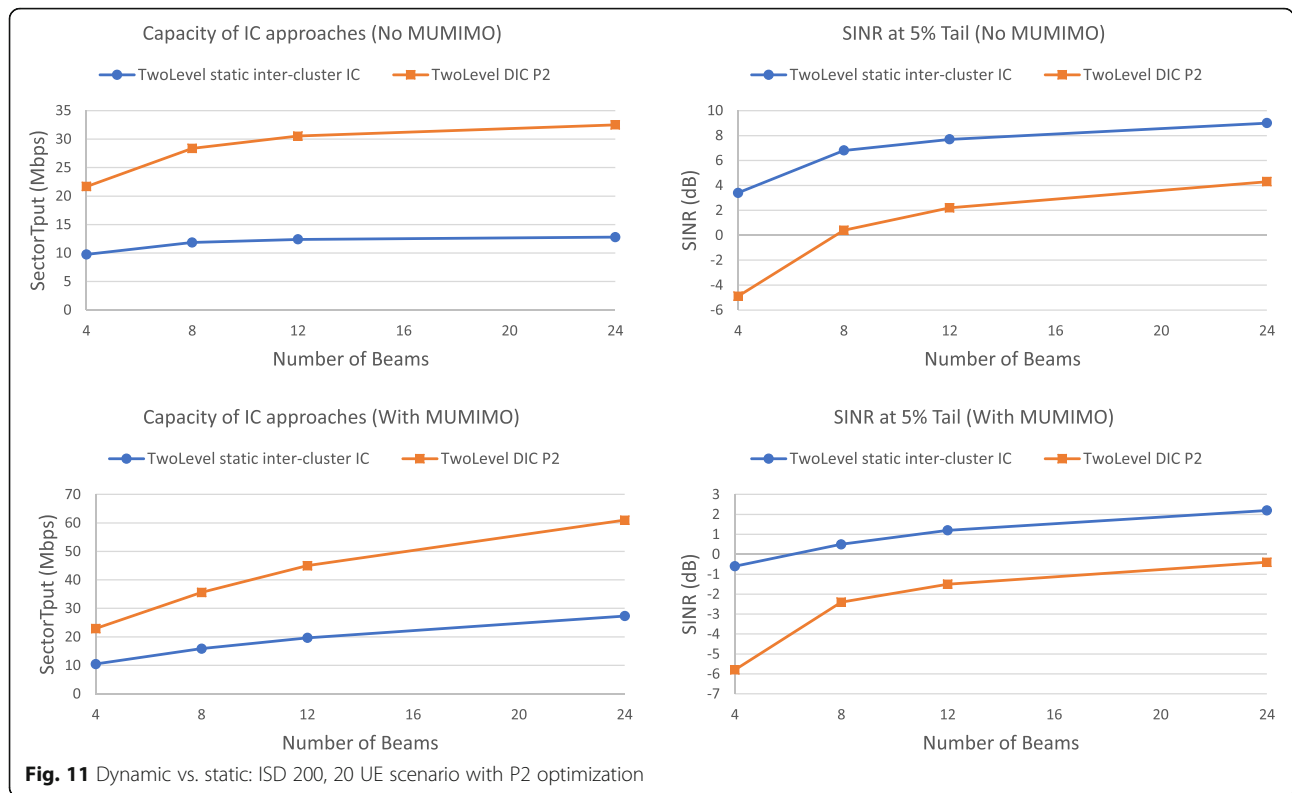 Capacity of IC approaches (No MUMIMO)
TwoLevel static inter-cluster IC TwoLevel DIC P2
SectorTput (Mbps)
35
30
25
20
15
10
5
0
4 8 12 16 20 24
Number of Beams
SINR at 5% Tail (No MUMIMO)
TwoLevel static inter-cluster IC TwoLevel DIC P2
SINR (dB)
10
8
6
4
2
0
-2
-4
-6
4 8 12 16 20 24
Number of Beams
Capacity of IC approaches (With MUMIMO)
TwoLevel static inter-cluster IC TwoLevel DIC P2
SectorTput (Mbps)
70
60
50
40
30
20
10
0
4 8 12 16 20 24
Number of Beams
SINR at 5% Tail (With MUMIMO)
TwoLevel static inter-cluster IC TwoLevel DIC P2
SINR (dB)
3
2
1
0
-1
-2
-3
-4
-5
-6
-7
4 8 12 16 20 24
Number of Beams
Fig. 11 Dynamic vs. static: ISD 200, 20 UE scenario with P2 optimization